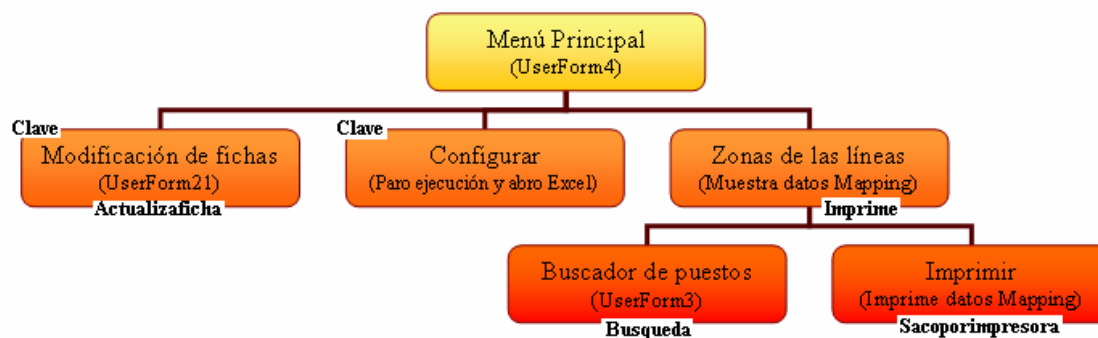 Menú Principal
(UserForm4)
Clave
Modificación de fichas
(UserForm21)
Actualizaficha
Clave
Configurar
(Paro ejecución y abro Excel)
Zonas de las líneas
(Muestra datos Mapping)
Imprime
Buscador de puestos
(UserForm3)
Busqueda
Imprimir
(Imprime datos Mapping)
Sacoporimpresora